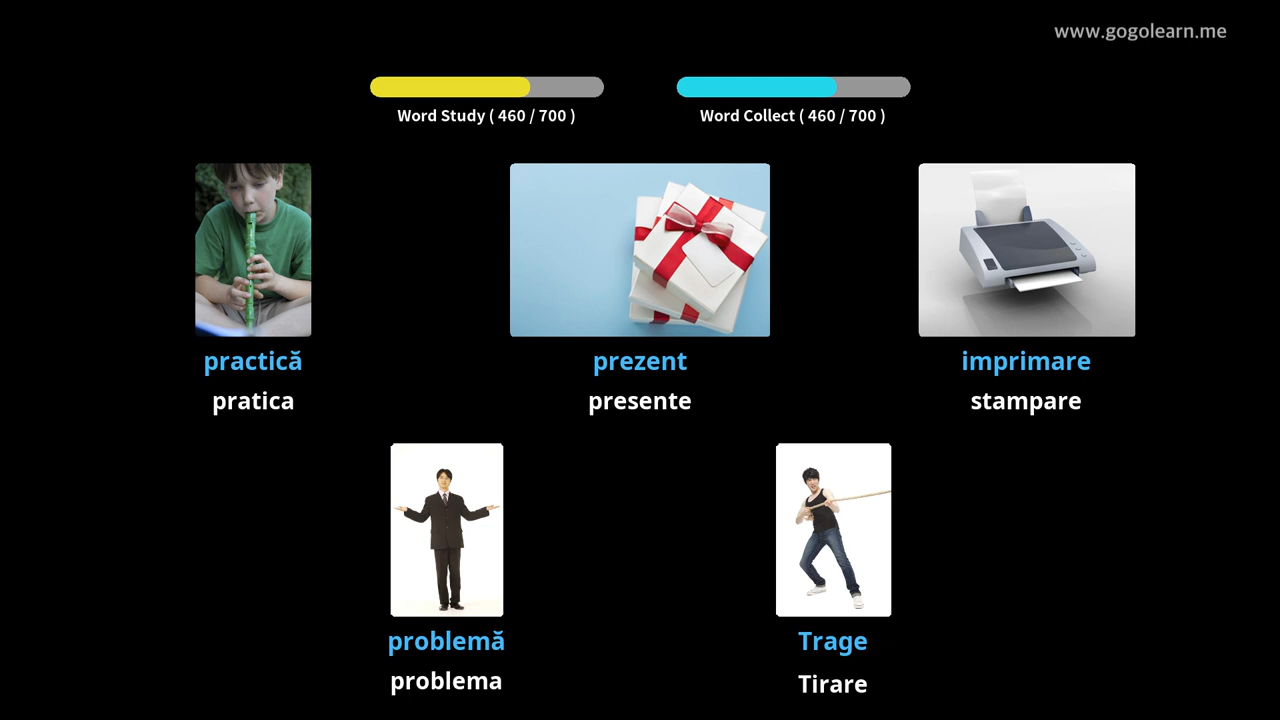 www.gogolearn.me
Word Study ( 460 / 700 )
Word Collect ( 460 / 700 )
practică
pratica
prezent
presente
imprimare
stampare
problemă
problema
Trage
Tirare